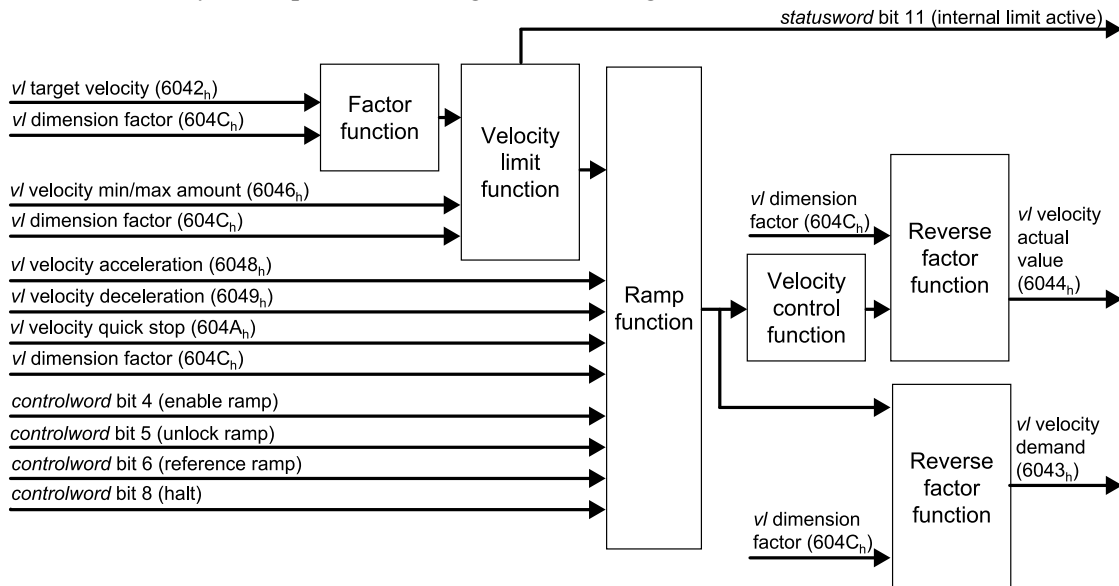 statusword bit 11 (internal limit active)
vl target velocity (6042h)
vl dimension factor (604Ch)
Factor
function
Velocity
limit
function
vl velocity min/max amount (6046h)
vl dimension factor (604Ch)
vl velocity acceleration (6048h)
vl velocity deceleration (6049h)
vl velocity quick stop (604Ah)
vl dimension factor (604Ch)
controlword bit 4 (enable ramp)
controlword bit 5 (unlock ramp)
controlword bit 6 (reference ramp)
controlword bit 8 (halt)
Ramp
function
vl dimension
factor (604Ch)
Velocity
control
function
Reverse
factor
function
vl velocity
actual
value
(6044h)
Reverse
factor
function
vl velocity
demand
(6043h)
vl dimension
factor (604Ch)